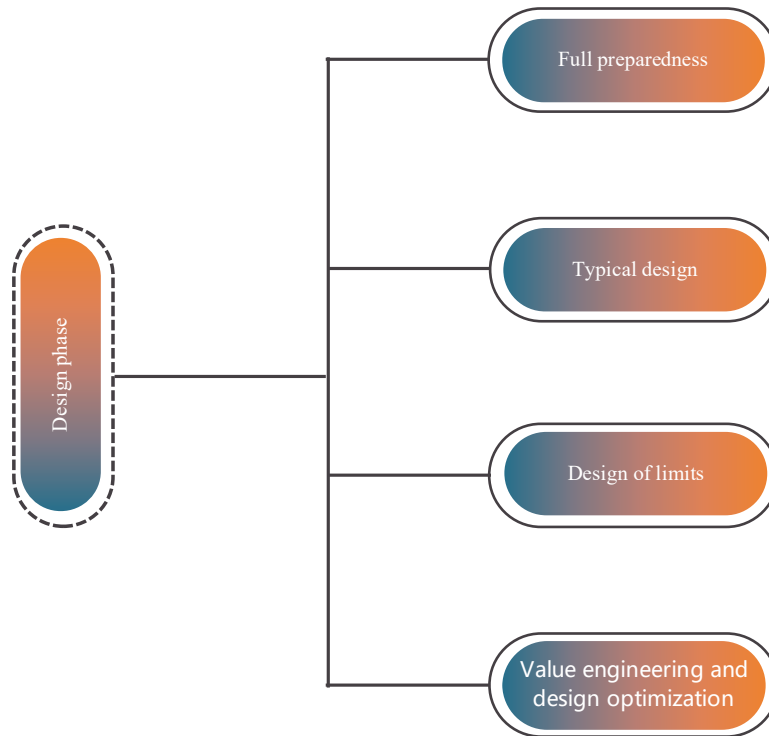 Full preparedness
Typical design
Design phase
Design of limits
Value engineering and
design optimization